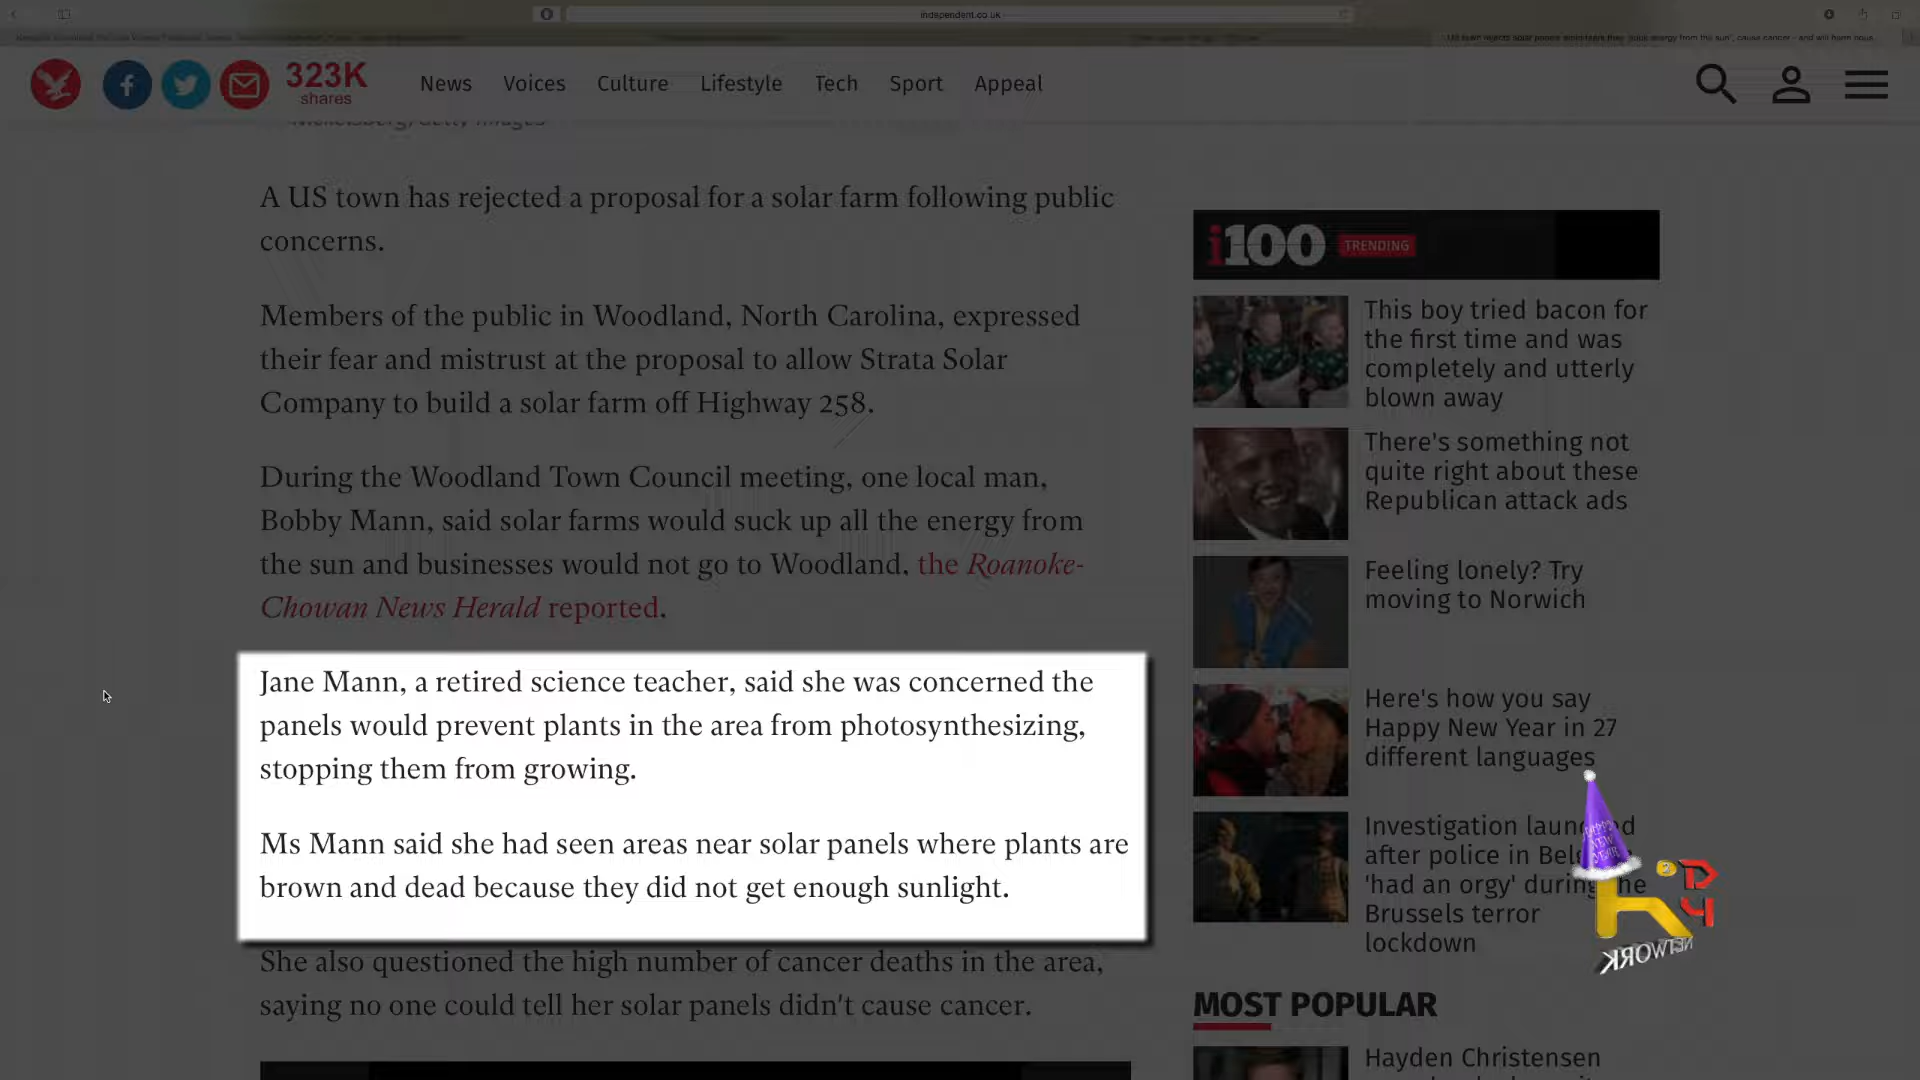 independent.co.uk
323K
shares
News Voices Culture Lifestyle Tech Sport Appeal
A US town has rejected a proposal for a solar farm following public
concerns.
Members of the public in Woodland, North Carolina, expressed
their fear and mistrust at the proposal to allow Strata Solar
Company to build a solar farm off Highway 258.
During the Woodland Town Council meeting, one local man,
Bobby Mann, said solar farms would suck up all the energy from
the sun and businesses would not go to Woodland, the Roanoke-
Chowan News Herald reported.
Jane Mann, a retired science teacher, said she was concerned the
panels would prevent plants in the area from photosynthesizing,
stopping them from growing.
Ms Mann said she had seen areas near solar panels where plants are
brown and dead because they did not get enough sunlight.
She also questioned the high number of cancer deaths in the area,
saying no one could tell her solar panels didn't cause cancer.
i100 TRENDING
This boy tried bacon for
the first time and was
completely and utterly
blown away
There's something not
quite right about these
Republican attack ads
Feeling lonely? Try
moving to Norwich
Here's how you say
Happy New Year in 27
different languages
Investigation
after police in
'had an orgy' during
Brussels terror
lockdown
HAPPY
NEW
YEAR
K
D
4
NETWORK
MOST POPULAR
Hayden Christensen